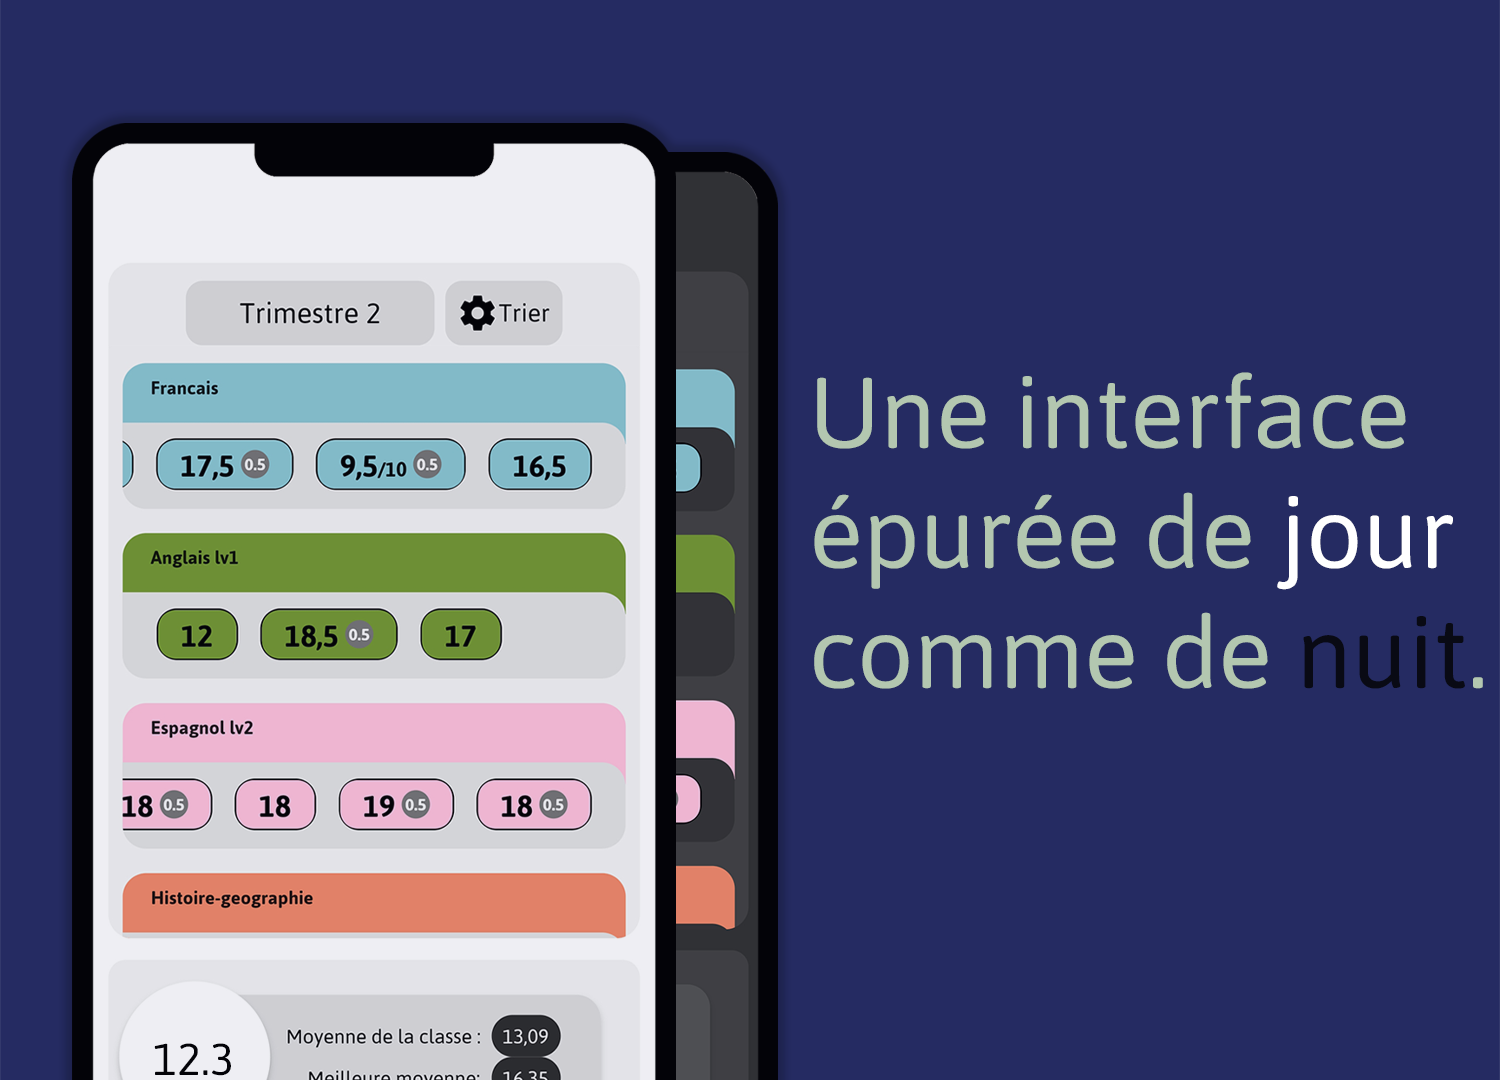 Trimestre 2 Trier
Francais
17,5 0.5 9,5/10 0.5 16,5
Anglais lv1
12 18,5 0.5 17
Espagnol lv2
18 0.5 18 19 0.5 18 0.5
Histoire-geographie
12.3
Moyenne de la classe : 13,09
Meilleure moyenne: 16,35
Une interface
épurée de jour
comme de nuit.